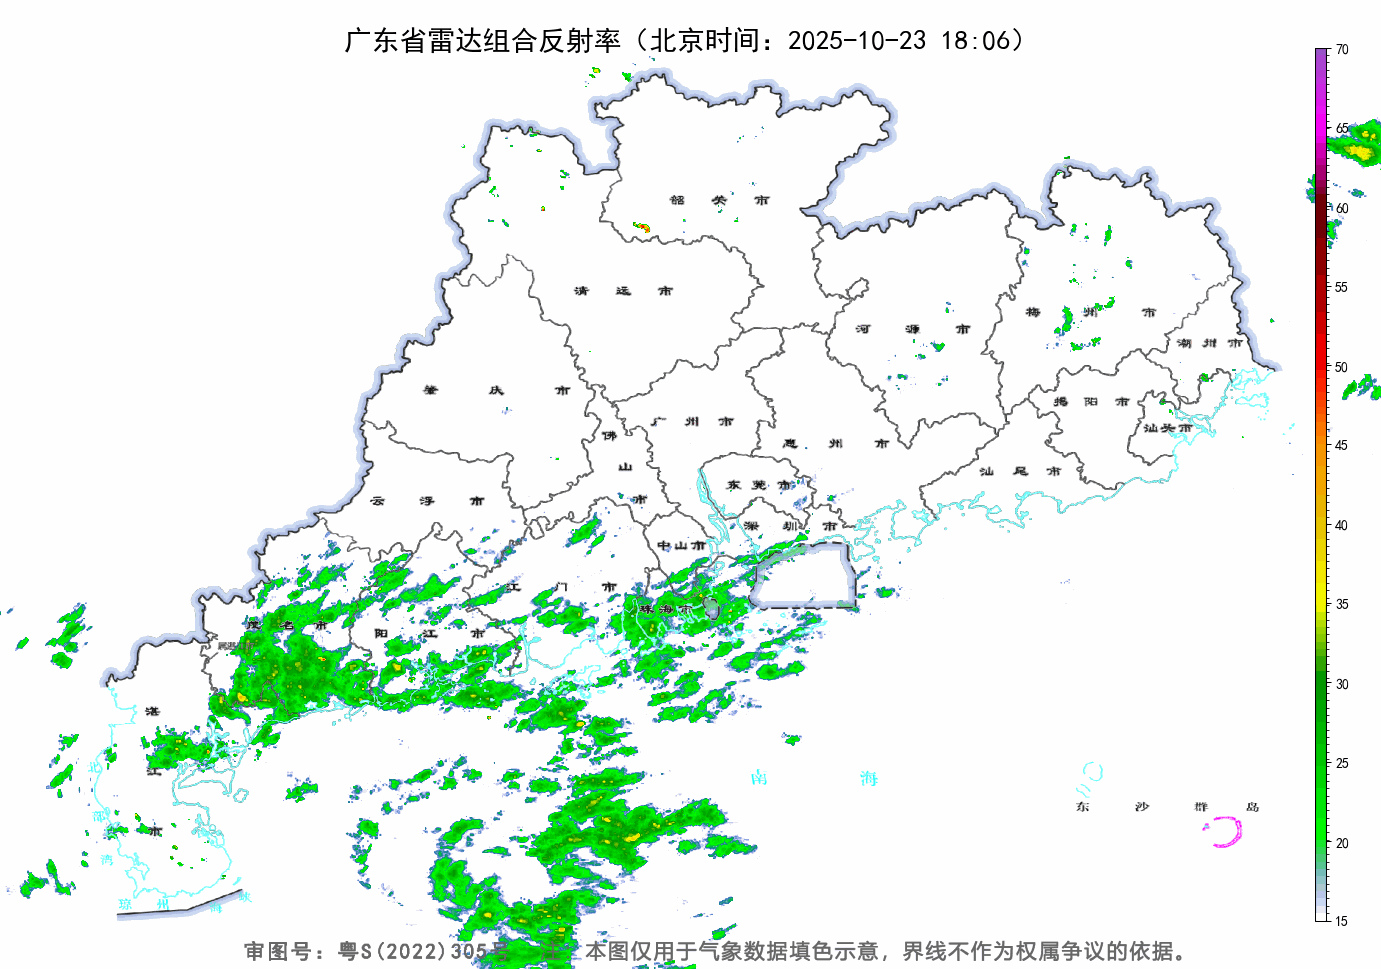 广东省雷达组合反射率（北京时间：2025-10-23 18:06）
70
65
60
55
50
45
40
35
30
25
20
15
韶关市
清远市
河源市
梅州市
潮州市
肇庆市
揭阳市
广州市
汕头市
佛山市
惠州市
汕尾市
东莞市
云浮市
深圳市
中山市
江门市
珠海市
茂名市
阳江市
湛江市
南海
东沙群岛
北部湾
琼州海峡
审图号：粤S(2022)305号
本图仅用于气象数据填色示意，界线不作为权属争议的依据。